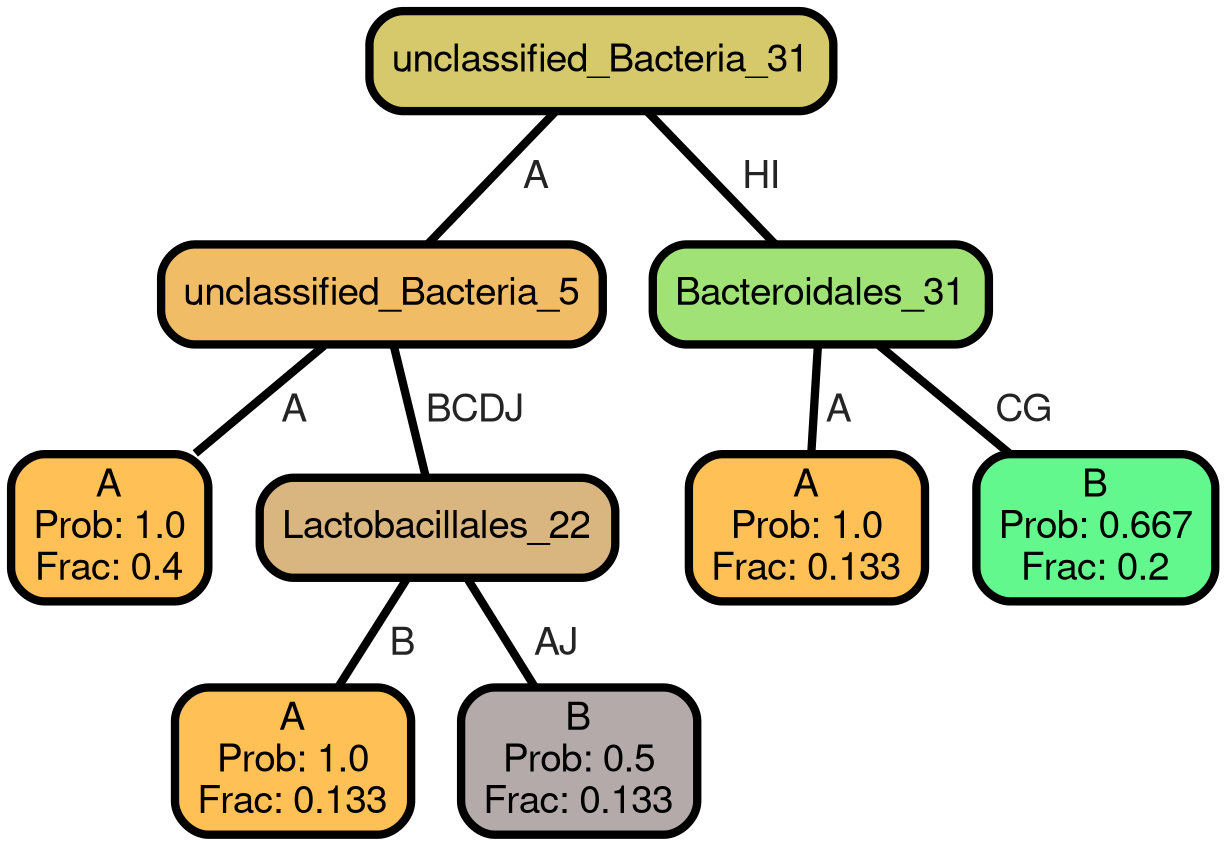 unclassified_Bacteria_31
A
HI
unclassified_Bacteria_5
Bacteroidales_31
A
BCDJ
A
CG
A
Prob: 1.0
Frac: 0.4
Lactobacillales_22
A
Prob: 1.0
Frac: 0.133
B
Prob: 0.667
Frac: 0.2
B
AJ
A
Prob: 1.0
Frac: 0.133
B
Prob: 0.5
Frac: 0.133